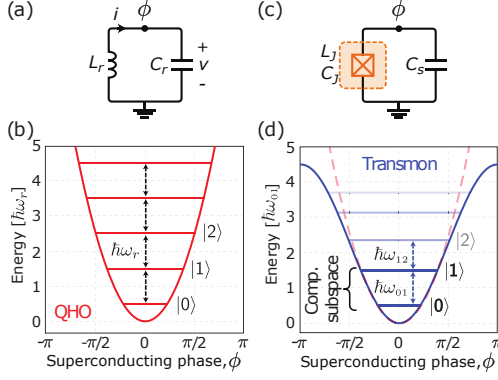 (a)
i
ϕ
L_r
C_r
+
v
-
(c)
ϕ
L_J
C_J
C_s
(b)
Energy [ℏω_r]
5
4
3
2
1
0
ℏω_r
|2⟩
|1⟩
|0⟩
QHO
-π
-π/2
0
π/2
π
Superconducting phase, ϕ
(d)
Energy [ℏω_01]
5
4
3
2
1
0
Transmon
|2⟩
ℏω_12
|1⟩
ℏω_01
|0⟩
Comp.
subspace
-π
-π/2
0
π/2
π
Superconducting phase, ϕ